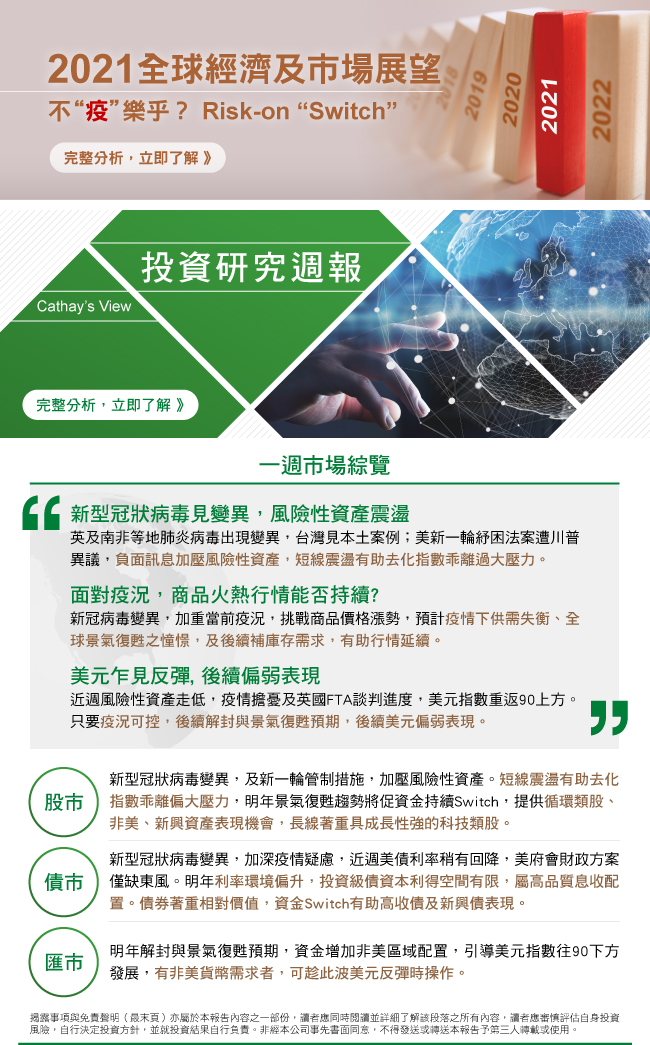 2021全球經濟及市場展望
不“疫”樂乎？ Risk-on “Switch”
完整分析，立即了解 》
2018
2019
2020
2021
2022
投資研究週報
Cathay’s View
完整分析，立即了解 》
一週市場綜覽
新型冠狀病毒見變異，風險性資產震盪
英及南非等地肺炎病毒出現變異，台灣見本土案例；美新一輪紓困法案遭川普
異議，負面訊息加壓風險性資產，短線震盪有助去化指數乖離過大壓力。
面對疫況，商品火熱行情能否持續?
新冠病毒變異，加重當前疫況，挑戰商品價格漲勢，預計疫情下供需失衡、全
球景氣復甦之憧憬，及後續補庫存需求，有助行情延續。
美元乍見反彈, 後續偏弱表現
近週風險性資產走低，疫情擔憂及英國FTA談判進度，美元指數重返90上方。
只要疫況可控，後續解封與景氣復甦預期，後續美元偏弱表現。
股市
新型冠狀病毒變異，及新一輪管制措施，加壓風險性資產。短線震盪有助去化
指數乖離偏大壓力，明年景氣復甦趨勢將促資金持續Switch，提供循環類股、
非美、新興資產表現機會，長線著重具成長性強的科技類股。
債市
新型冠狀病毒變異，加深疫情疑慮，近週美債利率稍有回降，美府會財政方案
僅缺東風。明年利率環境偏升，投資級債資本利得空間有限，屬高品質息收配
置。債券著重相對價值，資金Switch有助高收債及新興債表現。
匯市
明年解封與景氣復甦預期，資金增加非美區域配置，引導美元指數往90下方
發展，有非美貨幣需求者，可趁此波美元反彈時操作。
揭露事項與免責聲明（最末頁）亦屬於本報告內容之一部份，讀者應同時閱讀並詳細了解該段落之所有內容，讀者應審慎評估自身投資
風險，自行決定投資方針，並就投資結果自行負責。非經本公司事先書面同意，不得發送或轉送本報告予第三人轉載或使用。